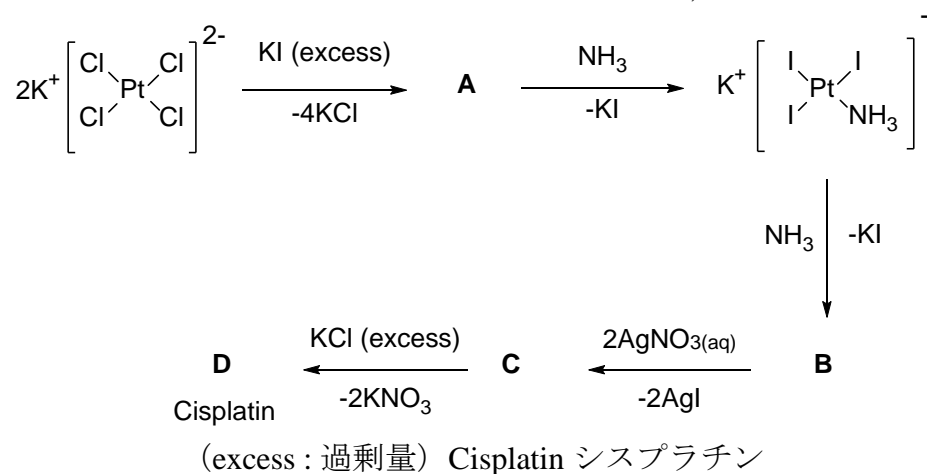 2K⁺ [ Cl Cl Pt Cl Cl ]²⁻
KI (excess)
-4KCl
A
NH₃
-KI
K⁺ [ I I Pt I NH₃ ]⁻
NH₃
-KI
B
2AgNO₃(aq)
-2AgI
C
KCl (excess)
-2KNO₃
D
Cisplatin
(excess : 過剰量) Cisplatin シスプラチン